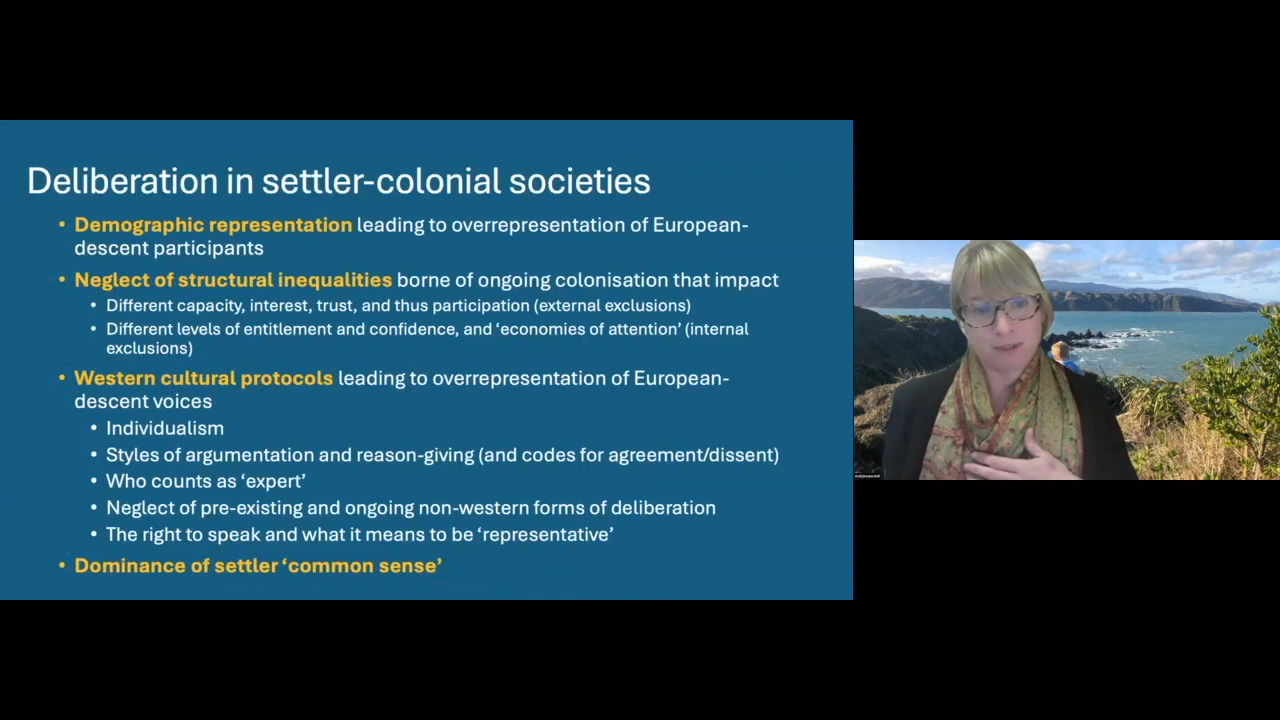 Deliberation in settler-colonial societies
• Demographic representation leading to overrepresentation of European-
descent participants
• Neglect of structural inequalities borne of ongoing colonisation that impact
• Different capacity, interest, trust, and thus participation (external exclusions)
• Different levels of entitlement and confidence, and ‘economies of attention’ (internal
exclusions)
• Western cultural protocols leading to overrepresentation of European-
descent voices
• Individualism
• Styles of argumentation and reason-giving (and codes for agreement/dissent)
• Who counts as ‘expert’
• Neglect of pre-existing and ongoing non-western forms of deliberation
• The right to speak and what it means to be ‘representative’
• Dominance of settler ‘common sense’